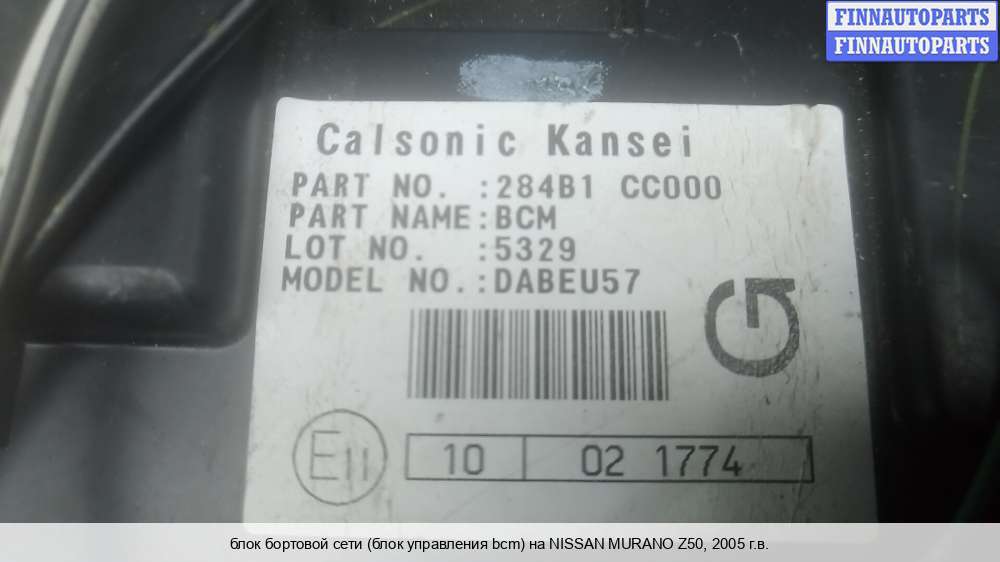 FINNAUTOPARTS
FINNAUTOPARTS
Calsonic Kansei
PART NO. :284B1 CC000
PART NAME:BCM
LOT NO. :5329
MODEL NO.:DABEU57
G
E11
10 02 1774
блок бортовой сети (блок управления bcm) на NISSAN MURANO Z50, 2005 г.в.